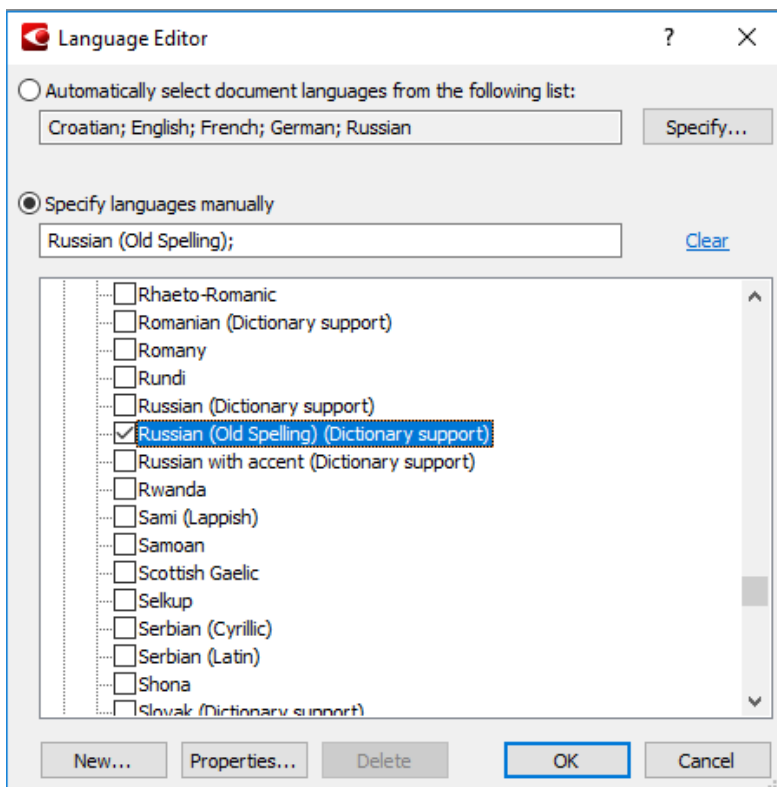 Language Editor
Automatically select document languages from the following list:
Croatian; English; French; German; Russian
Specify...
Specify languages manually
Russian (Old Spelling);
Clear
Rhaeto-Romanic
Romanian (Dictionary support)
Romany
Rundi
Russian (Dictionary support)
Russian (Old Spelling) (Dictionary support)
Russian with accent (Dictionary support)
Rwanda
Sami (Lappish)
Samoan
Scottish Gaelic
Selkup
Serbian (Cyrillic)
Serbian (Latin)
Shona
Slovak (Dictionary support)
New... Properties... Delete OK Cancel